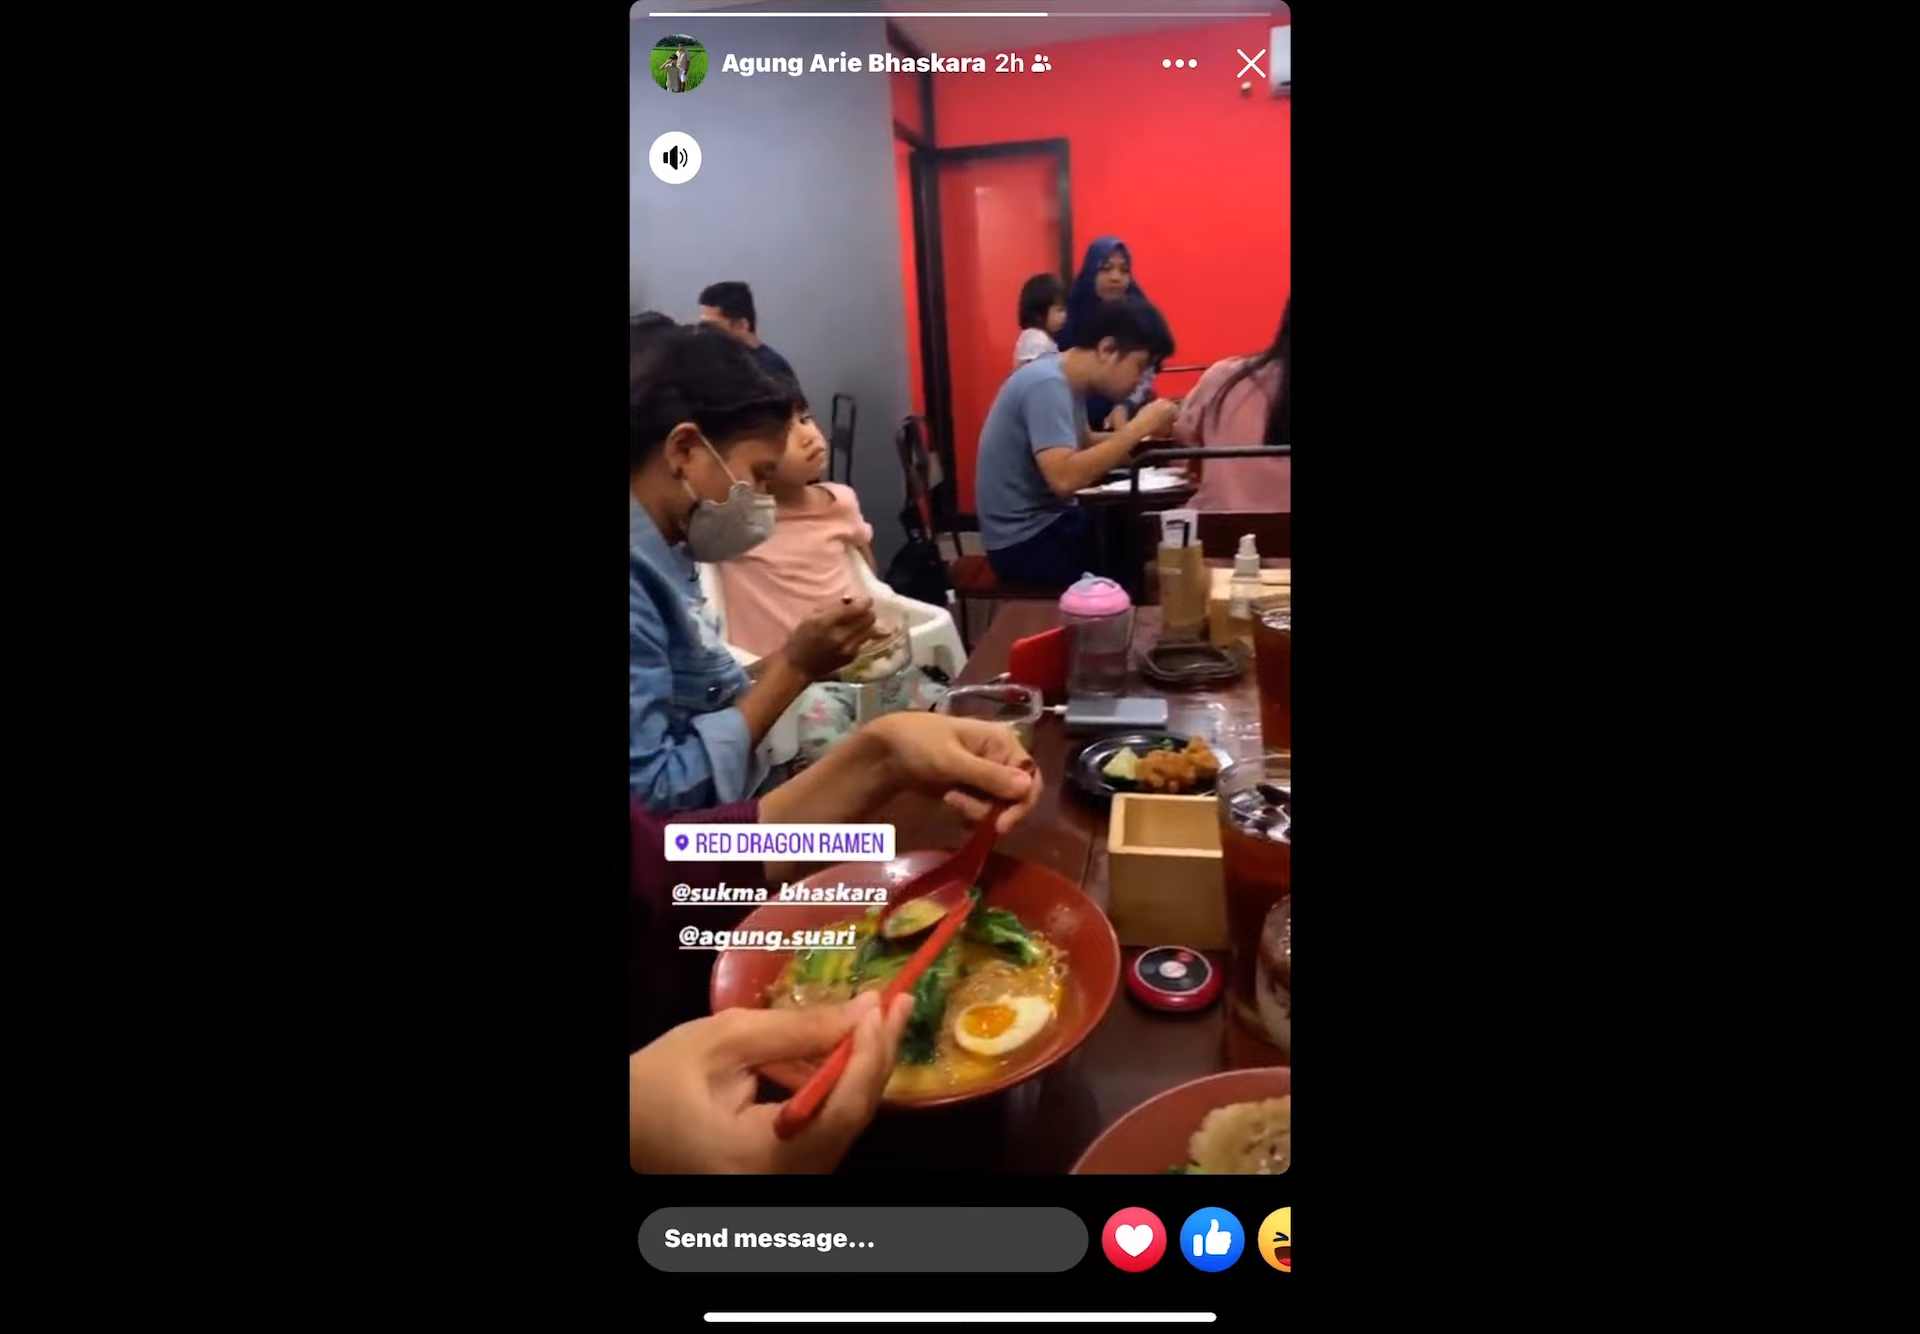 Agung Arie Bhaskara 2h
RED DRAGON RAMEN
@sukma_bhaskara
@agung.suari
Send message...